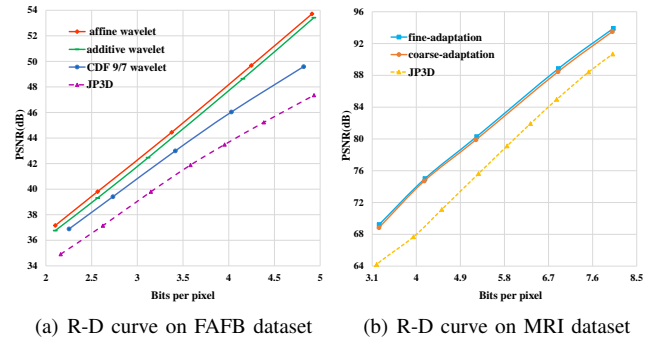 54
52
50
48
46
44
42
40
38
36
34
PSNR(dB)
affine wavelet
additive wavelet
CDF 9/7 wavelet
JP3D
2
2.5
3
3.5
4
4.5
5
Bits per pixel
(a) R-D curve on FAFB dataset
96
92
88
84
80
76
72
68
64
PSNR(dB)
fine-adaptation
coarse-adaptation
JP3D
3.1
4
4.9
5.8
6.7
7.6
8.5
Bits per pixel
(b) R-D curve on MRI dataset